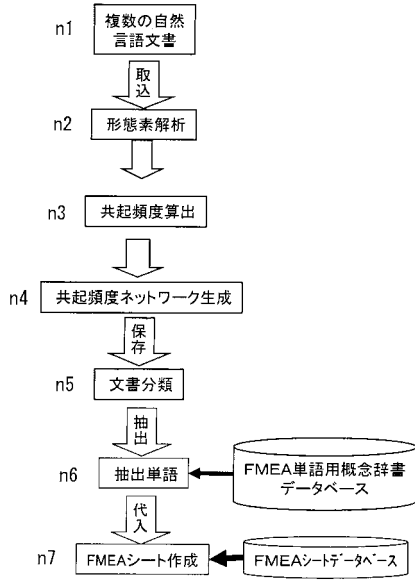 n1
複数の自然
言語文書
取
込
n2
形態素解析
n3
共起頻度算出
n4
共起頻度ネットワーク生成
保
存
n5
文書分類
抽
出
n6
抽出単語
FMEA単語用概念辞書
データベース
代
入
n7
FMEAシート作成
FMEAシートデータベース